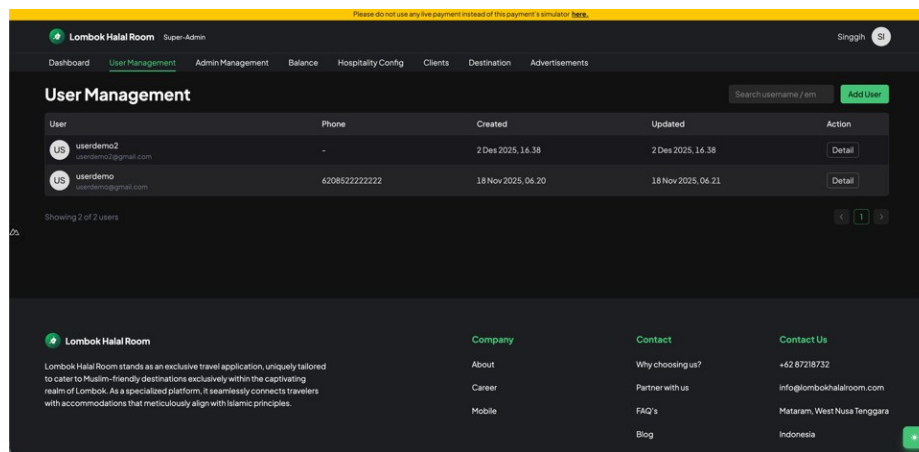 Please do not use any live payment instead of this payment's simulator here.
Lombok Halal Room Super-Admin
Singgih SI
Dashboard User Management Admin Management Balance Hospitality Config Clients Destination Advertisements
User Management
Search username / em Add User
User Phone Created Updated Action
US userdemo2 - 2 Des 2025, 16.38 2 Des 2025, 16.38 Detail
userdemo2@gmail.com
US userdemo 6208522222222 18 Nov 2025, 06.20 18 Nov 2025, 06.21 Detail
userdemo@gmail.com
Showing 2 of 2 users
< 1 >
Lombok Halal Room
Lombok Halal Room stands as an exclusive travel application, uniquely tailored
to cater to Muslim-friendly destinations exclusively within the captivating
realm of Lombok. As a specialized platform, it seamlessly connects travelers
with accommodations that meticulously align with Islamic principles.
Company
About
Career
Mobile
Contact
Why choosing us?
Partner with us
FAQ's
Blog
Contact Us
+62 87218732
info@lombokhalalroom.com
Mataram, West Nusa Tenggara
Indonesia